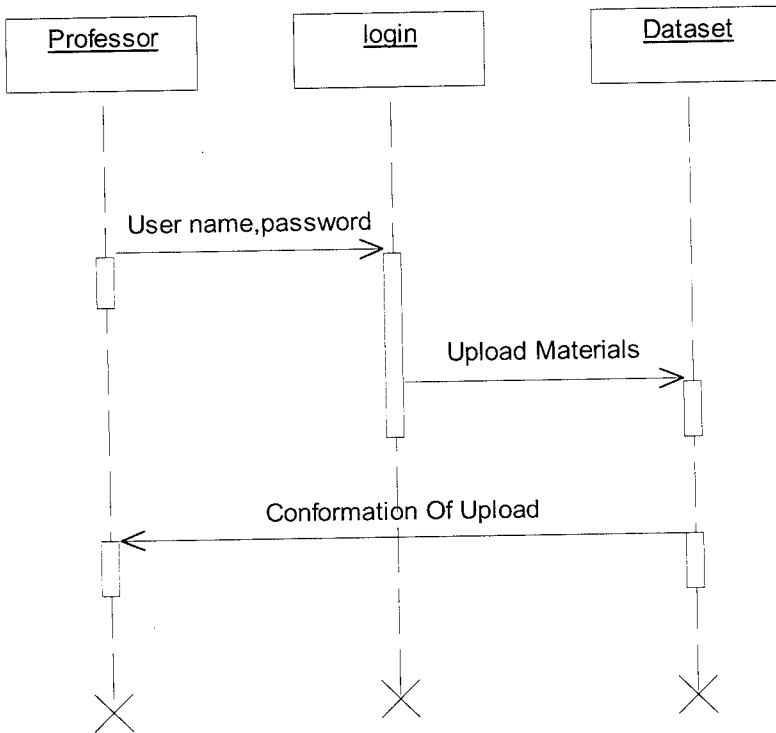 Professor
login
Dataset
User name,password
Upload Materials
Conformation Of Upload